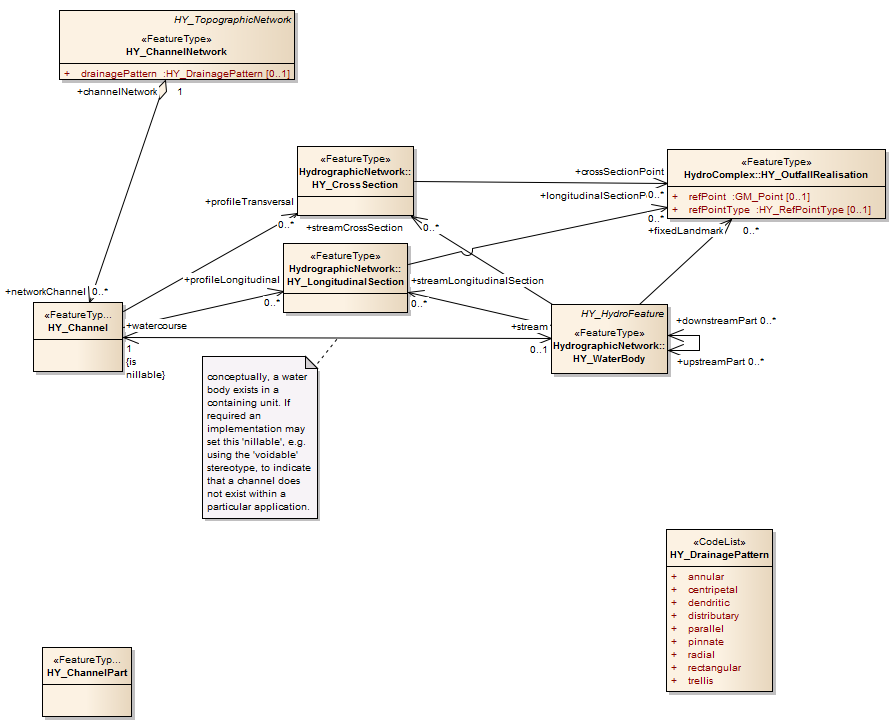 HY_TopographicNetwork
«FeatureType»
HY_ChannelNetwork
+ drainagePattern :HY_DrainagePattern [0..1]
+channelNetwork 1
«FeatureType»
HydrographicNetwork::
HY_CrossSection
«FeatureType»
HydroComplex::HY_OutfallRealisation
+ refPoint :GM_Point [0..1]
+ refPointType :HY_RefPointType [0..1]
+crossSectionPoint
0..*
+longitudinalSectionP
0..*
+profileTransversal
0..*
+streamCrossSection
0..*
+fixedLandmark 0..*
«FeatureType»
HydrographicNetwork::
HY_LongitudinalSection
+profileLongitudinal
0..*
+streamLongitudinalSection
0..*
+networkChannel 0..*
«FeatureTyp...
HY_Channel
+watercourse
1
{is
nillable}
+stream
0..1
HY_HydroFeature
«FeatureType»
HydrographicNetwork::
HY_WaterBody
+downstreamPart 0..*
+upstreamPart 0..*
conceptually, a water
body exists in a
containing unit. If
required an
implementation may
set this 'nillable', e.g.
using the 'voidable'
stereotype, to indicate
that a channel does
not exist within a
particular application.
«CodeList»
HY_DrainagePattern
+ annular
+ centripetal
+ dendritic
+ distributary
+ parallel
+ pinnate
+ radial
+ rectangular
+ trellis
«FeatureTyp...
HY_ChannelPart